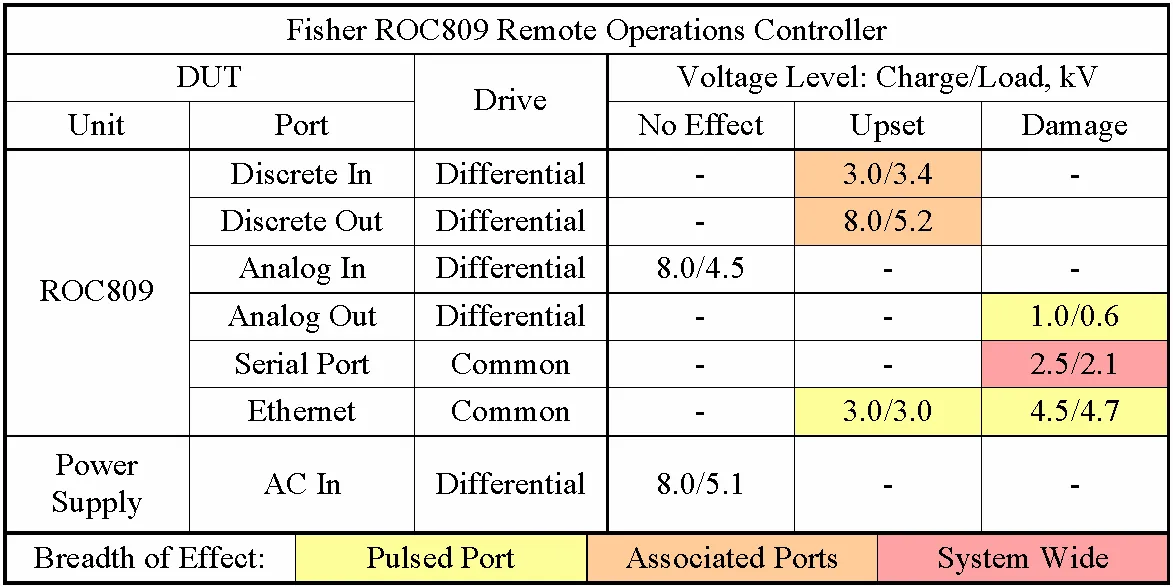 Fisher ROC809 Remote Operations Controller
DUT Drive Voltage Level: Charge/Load, kV
Unit Port No Effect Upset Damage
ROC809 Discrete In Differential - 3.0/3.4 -
Discrete Out Differential - 8.0/5.2
Analog In Differential 8.0/4.5 - -
Analog Out Differential - - 1.0/0.6
Serial Port Common - - 2.5/2.1
Ethernet Common - 3.0/3.0 4.5/4.7
Power Supply AC In Differential 8.0/5.1 - -
Breadth of Effect: Pulsed Port Associated Ports System Wide